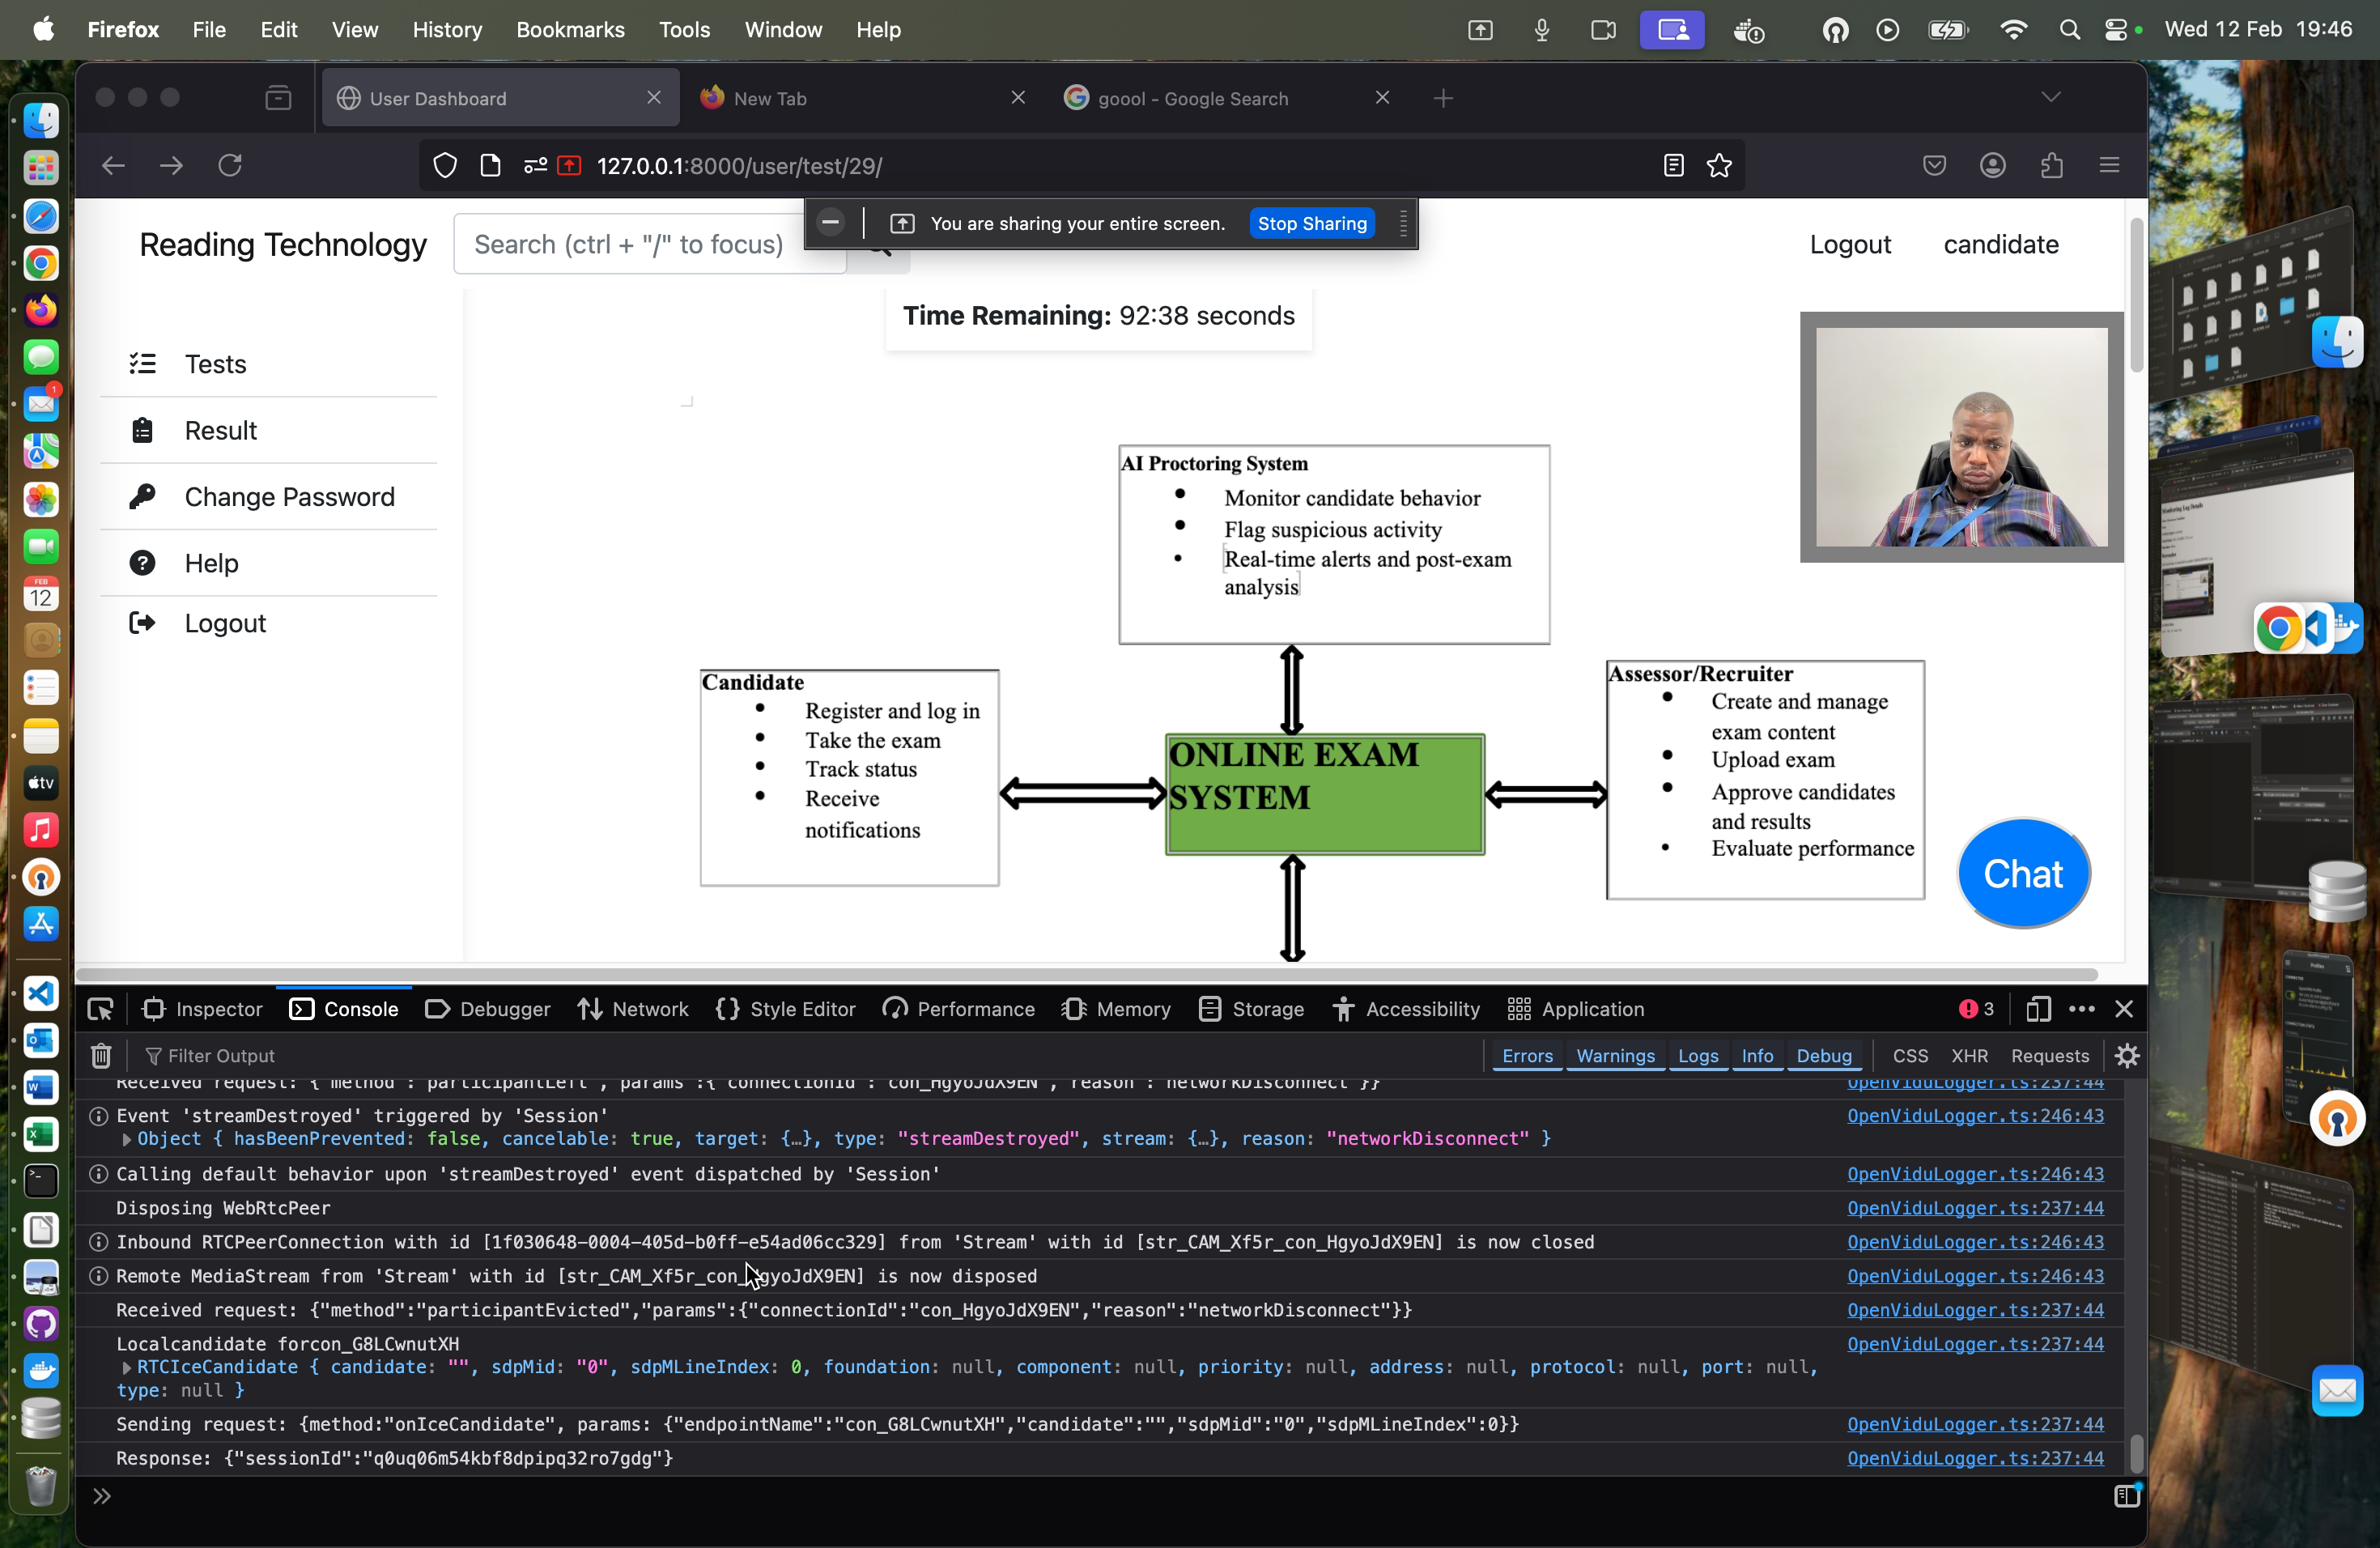 Firefox File Edit View History Bookmarks Tools Window Help
Wed 12 Feb 19:46
User Dashboard
New Tab
goool - Google Search
127.0.0.1:8000/user/test/29/
You are sharing your entire screen. Stop Sharing
Reading Technology
Search (ctrl + "/" to focus)
Logout candidate
Time Remaining: 92:38 seconds
Tests
Result
Change Password
Help
Logout
AI Proctoring System
• Monitor candidate behavior
• Flag suspicious activity
• Real-time alerts and post-exam
analysis
Candidate
• Register and log in
• Take the exam
• Track status
• Receive
notifications
ONLINE EXAM
SYSTEM
Assessor/Recruiter
• Create and manage
exam content
• Upload exam
• Approve candidates
and results
• Evaluate performance
Chat
1
FEB
12
tv
Inspector Console Debugger Network Style Editor Performance Memory Storage Accessibility Application 3
Filter Output
Errors Warnings Logs Info Debug CSS XHR Requests
Received request: {"method":"participantLeft","params":{"connectionId":"con_HgyoJdX9EN","reason":"networkDisconnect"}} OpenViduLogger.ts:237:44
Event 'streamDestroyed' triggered by 'Session' OpenViduLogger.ts:246:43
Object { hasBeenPrevented: false, cancelable: true, target: {…}, type: "streamDestroyed", stream: {…}, reason: "networkDisconnect" }
Calling default behavior upon 'streamDestroyed' event dispatched by 'Session' OpenViduLogger.ts:246:43
Disposing WebRtcPeer OpenViduLogger.ts:237:44
Inbound RTCPeerConnection with id [1f030648-0004-405d-b0ff-e54ad06cc329] from 'Stream' with id [str_CAM_Xf5r_con_HgyoJdX9EN] is now closed OpenViduLogger.ts:246:43
Remote MediaStream from 'Stream' with id [str_CAM_Xf5r_con_HgyoJdX9EN] is now disposed OpenViduLogger.ts:246:43
Received request: {"method":"participantEvicted","params":{"connectionId":"con_HgyoJdX9EN","reason":"networkDisconnect"}} OpenViduLogger.ts:237:44
Localcandidate forcon_G8LCwnutXH OpenViduLogger.ts:237:44
RTCIceCandidate { candidate: "", sdpMid: "0", sdpMLineIndex: 0, foundation: null, component: null, priority: null, address: null, protocol: null, port: null,
type: null }
Sending request: {method:"onIceCandidate", params: {"endpointName":"con_G8LCwnutXH","candidate":"","sdpMid":"0","sdpMLineIndex":0}} OpenViduLogger.ts:237:44
Response: {"sessionId":"q0uq06m54kbf8dpipq32ro7gdg"} OpenViduLogger.ts:237:44